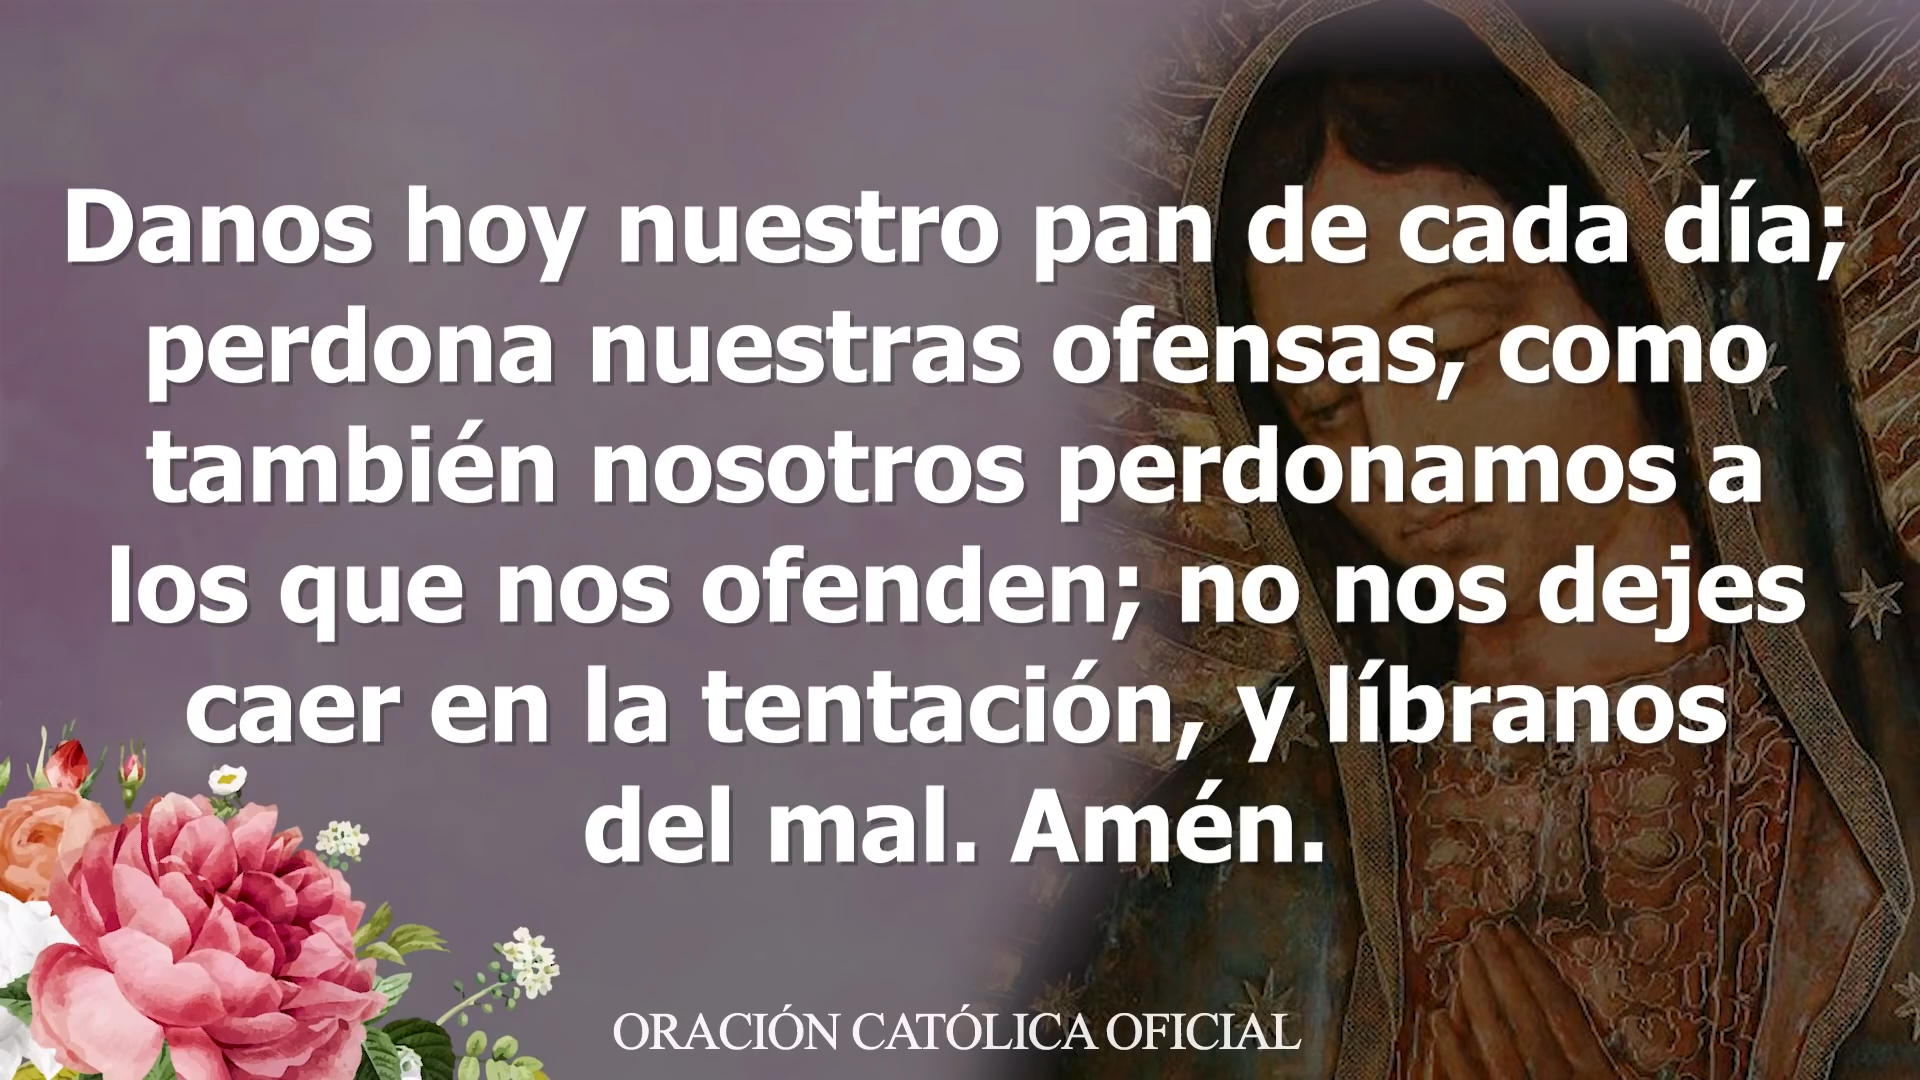 Danos hoy nuestro pan de cada día;
perdona nuestras ofensas, como
también nosotros perdonamos a
los que nos ofenden; no nos dejes
caer en la tentación, y líbranos
del mal. Amén.
ORACIÓN CATÓLICA OFICIAL